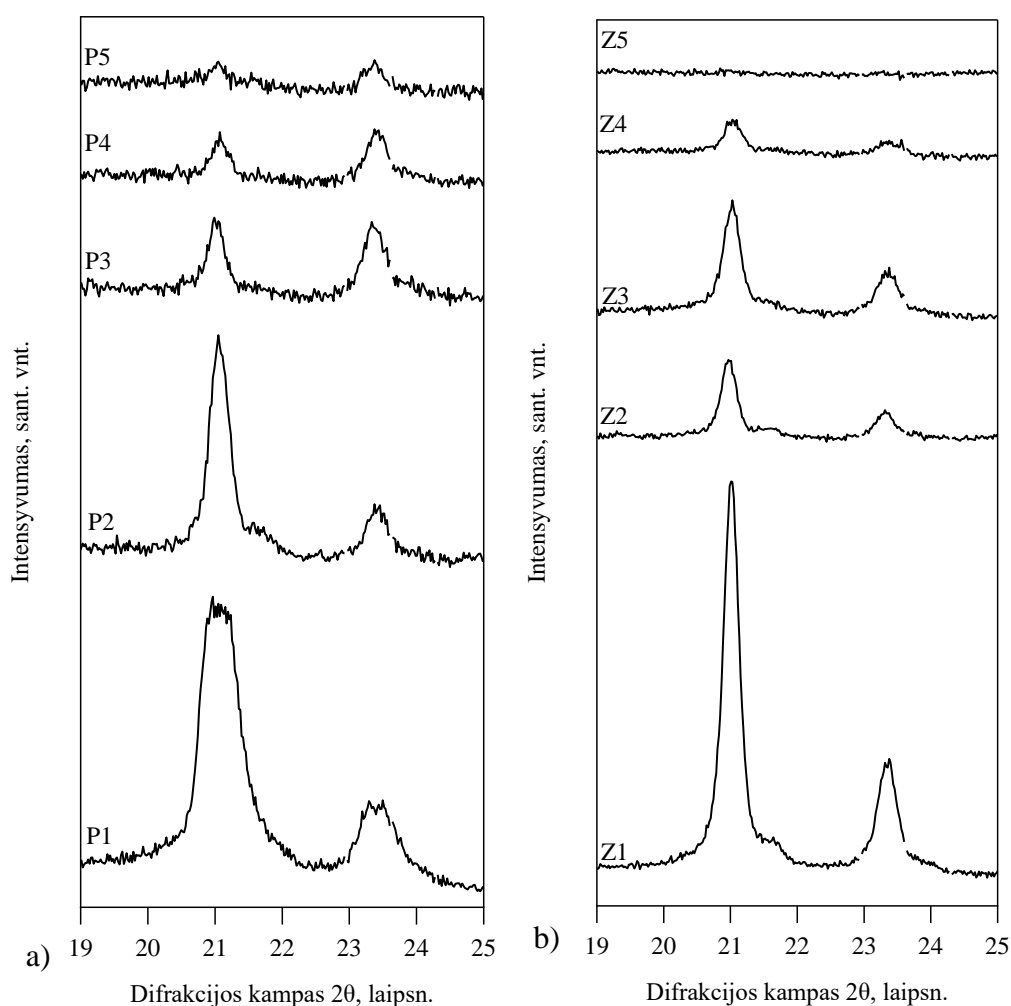 P5
P4
P3
P2
P1
Intensyvumas, sant. vnt.
19 20 21 22 23 24 25
a)
Difrakcijos kampas 2θ, laipsn.
Z5
Z4
Z3
Z2
Z1
Intensyvumas, sant. vnt.
19 20 21 22 23 24 25
b)
Difrakcijos kampas 2θ, laipsn.